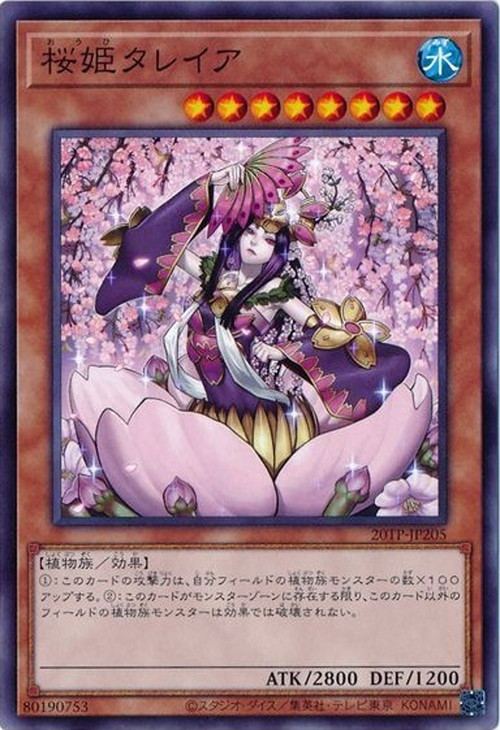 桜姫タレイア
水
20TP-JP205
[植物族/効果]
①:このカードの攻撃力は、自分フィールドの植物族モンスターの数×100
アップする。②:このカードがモンスターゾーンに存在する限り、このカード以外の
フィールドの植物族モンスターは効果では破壊されない。
ATK/2800 DEF/1200
80190753 ©スタジオ・ダイス/集英社・テレビ東京 KONAMI